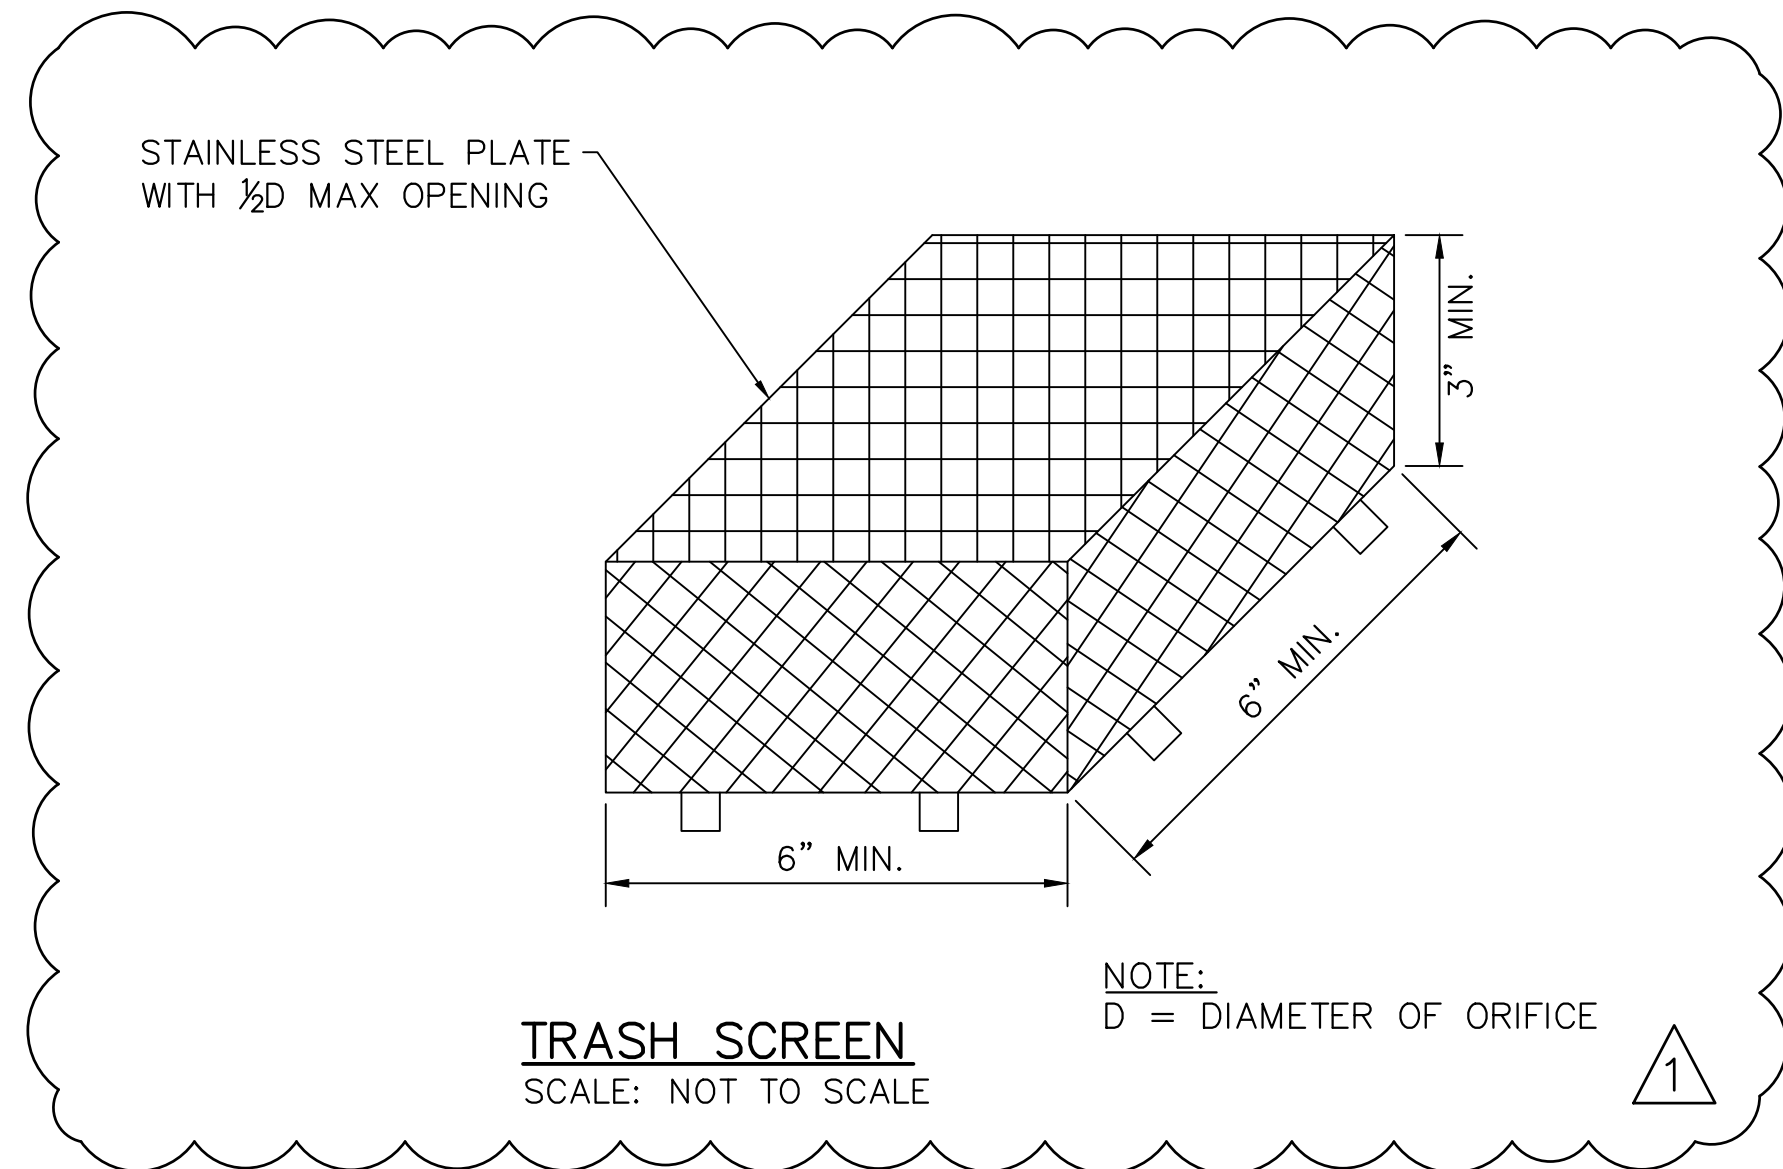 STAINLESS STEEL PLATE
WITH ½D MAX OPENING
3” MIN.
6” MIN.
6” MIN.
NOTE:
D = DIAMETER OF ORIFICE
TRASH SCREEN
SCALE: NOT TO SCALE
1